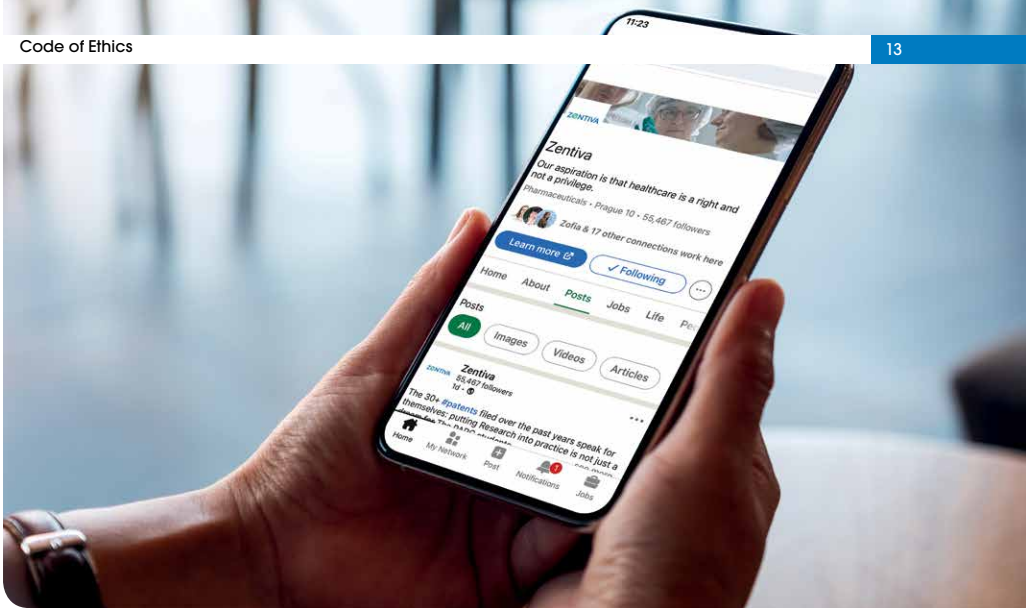 Code of Ethics
13
11:23
ZENTIVA
Zentiva
Our aspiration is that healthcare is a right and
not a privilege.
Pharmaceuticals • Prague 10 • 55,467 followers
Zofia & 17 other connections work here
Learn more
✓ Following
Home About Posts Jobs Life
Posts
All Images Videos Articles
ZENTIVA
Zentiva
55,467 followers
1d •
The 30+ #patents filed over the past years speak for
themselves: putting Research into practice is not just a
Home My Network Post Notifications 1 Jobs